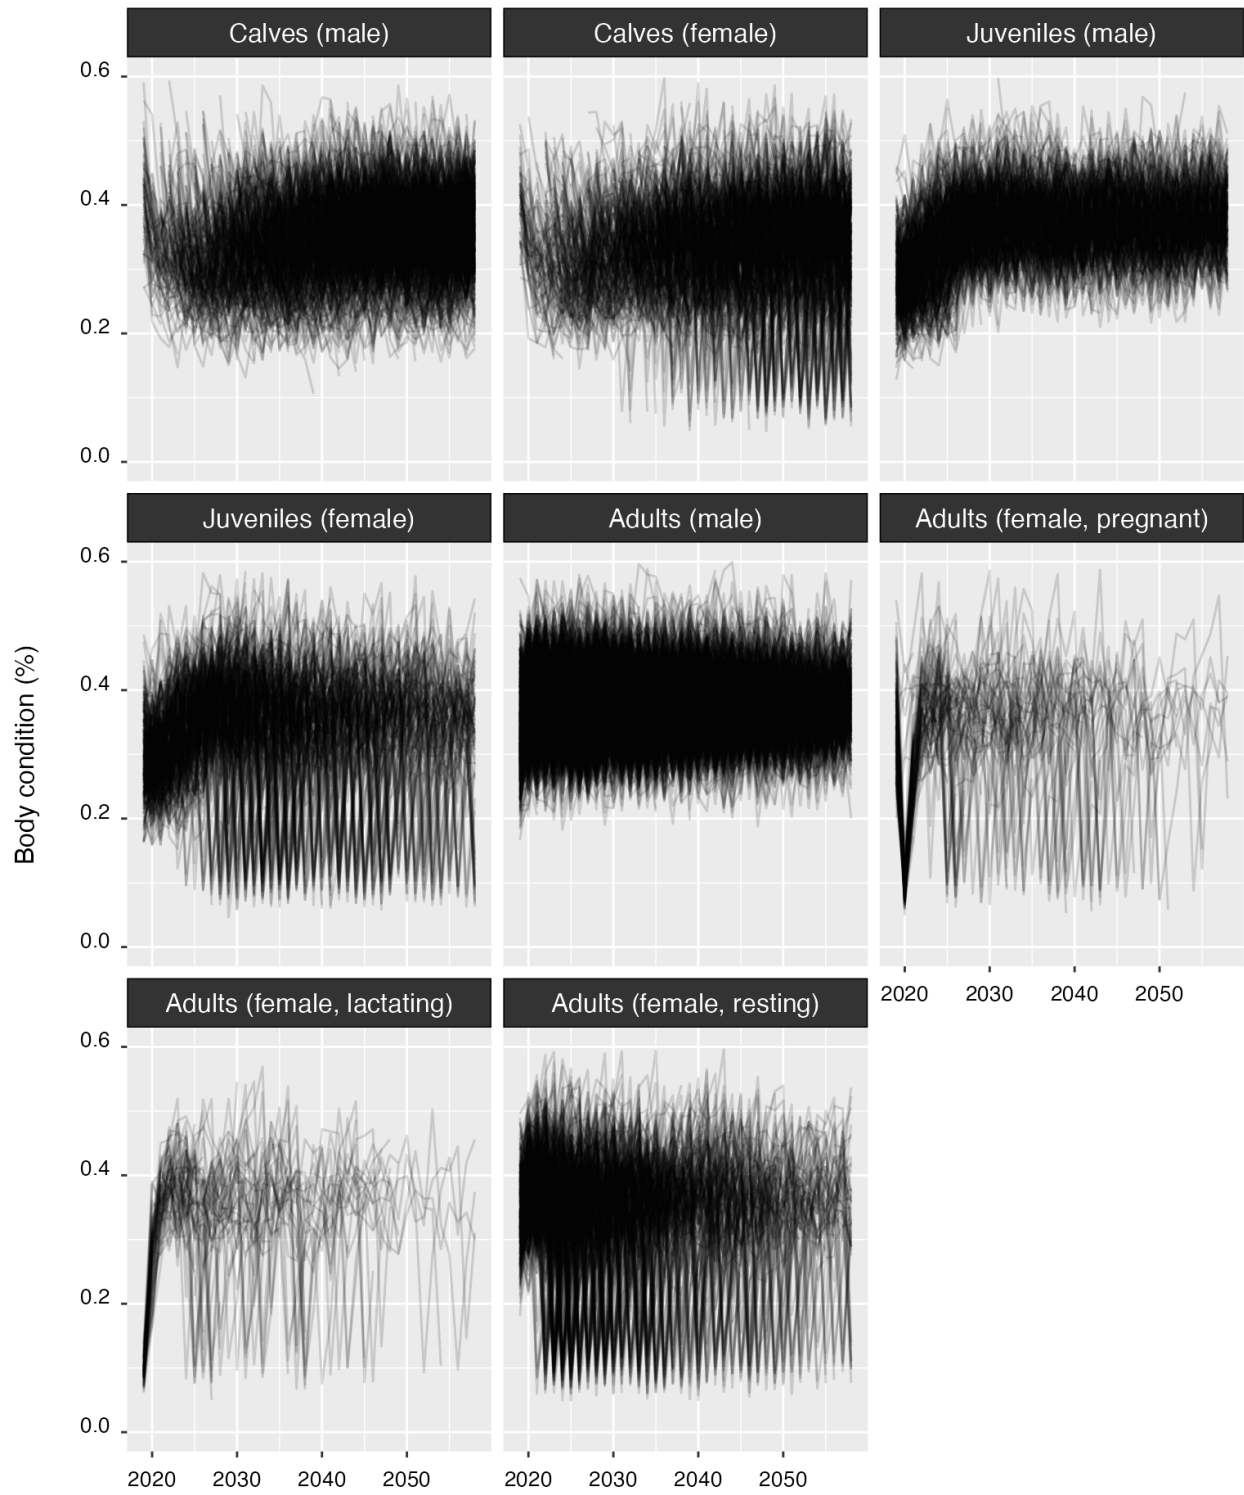 Calves (male)
Calves (female)
Juveniles (male)
0.6
0.4
0.2
0.0
Juveniles (female)
Adults (male)
Adults (female, pregnant)
0.6
0.4
0.2
0.0
Body condition (%)
2020 2030 2040 2050
Adults (female, lactating)
Adults (female, resting)
0.6
0.4
0.2
0.0
2020 2030 2040 2050
2020 2030 2040 2050